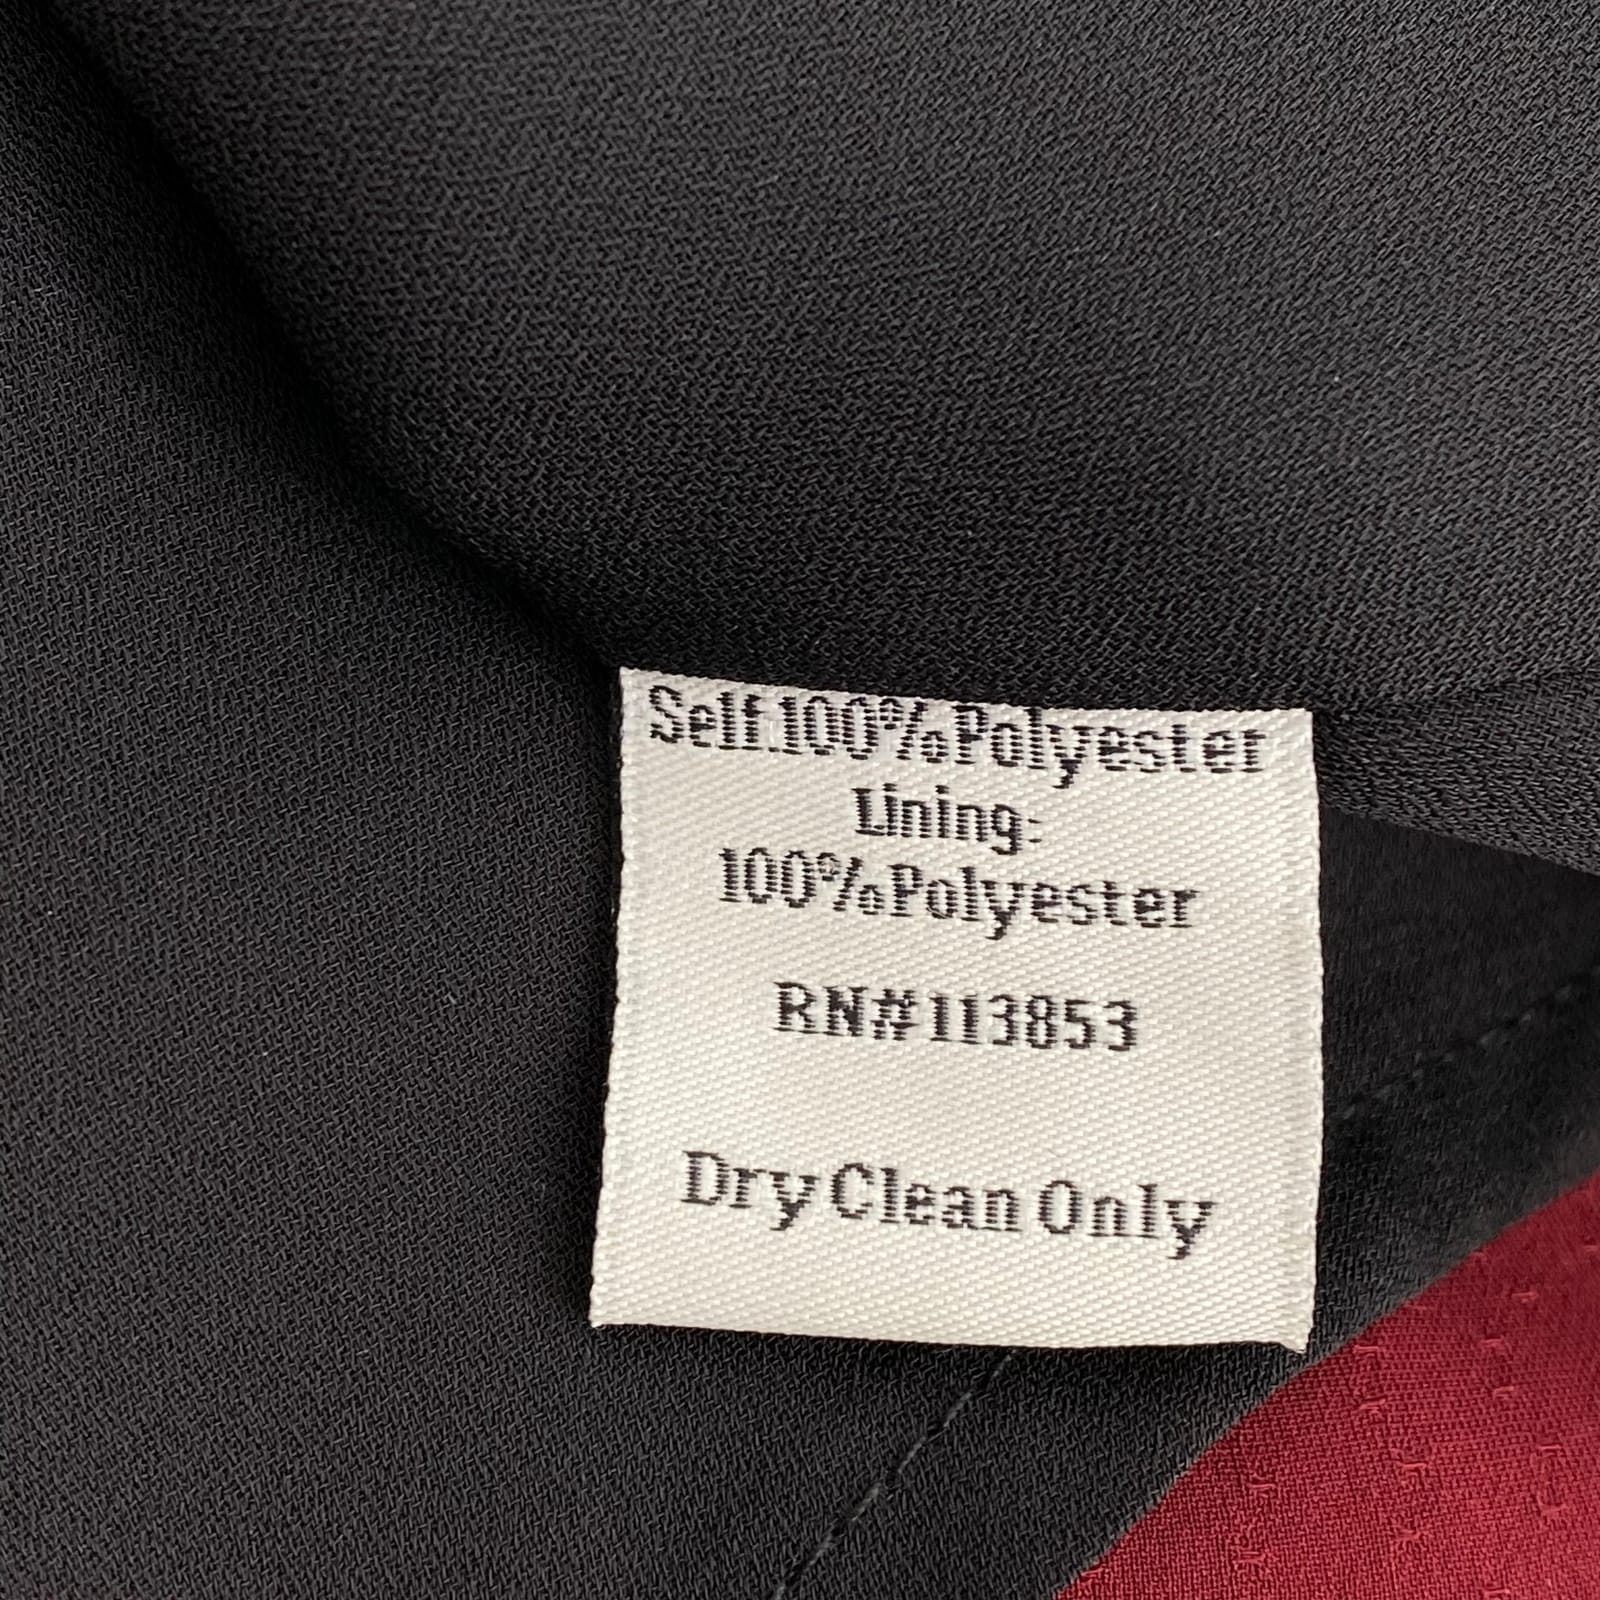 Self:100%Polyester
Lining:
100%Polyester
RN#113853
Dry Clean Only